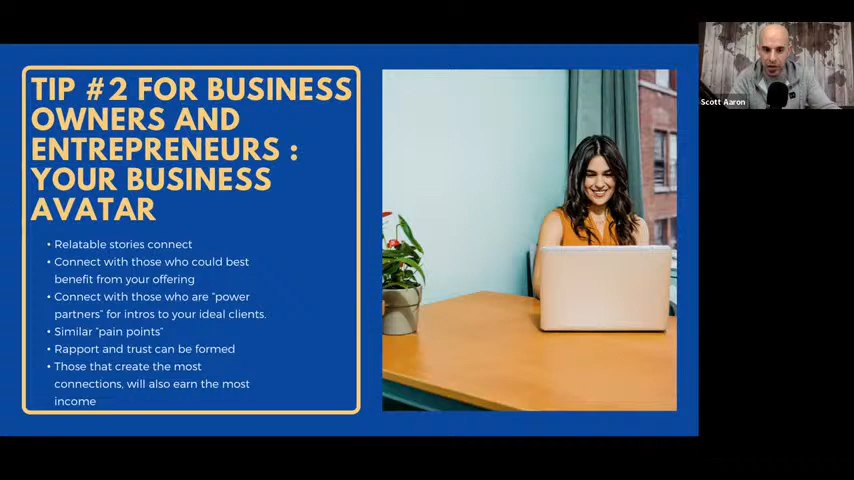 TIP #2 FOR BUSINESS
OWNERS AND
ENTREPRENEURS :
YOUR BUSINESS
AVATAR
• Relatable stories connect
• Connect with those who could best
benefit from your offering
• Connect with those who are "power
partners" for intros to your ideal clients.
• Similar "pain points"
• Rapport and trust can be formed
• Those that create the most
connections, will also earn the most
income
Scott Aaron